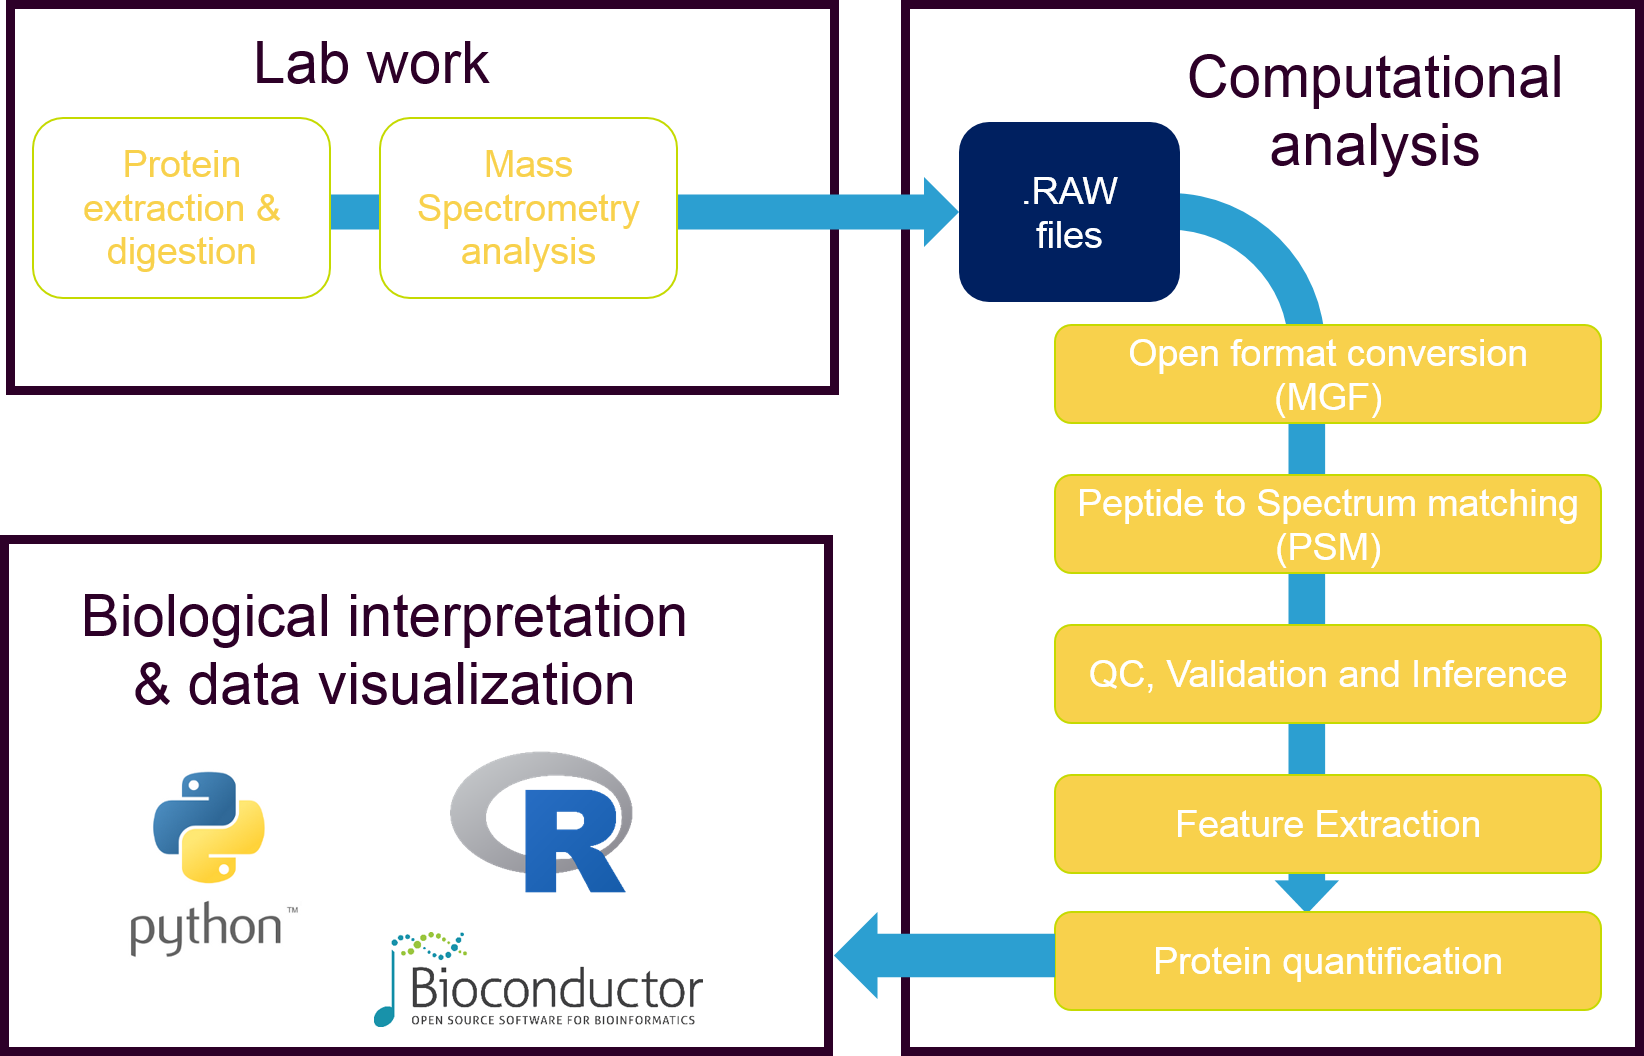 Lab work
Protein
extraction &
digestion
Mass
Spectrometry
analysis
Computational
analysis
.RAW
files
Open format conversion
(MGF)
Peptide to Spectrum matching
(PSM)
QC, Validation and Inference
Feature Extraction
Protein quantification
Biological interpretation
& data visualization
python™
R
Bioconductor
OPEN SOURCE SOFTWARE FOR BIOINFORMATICS